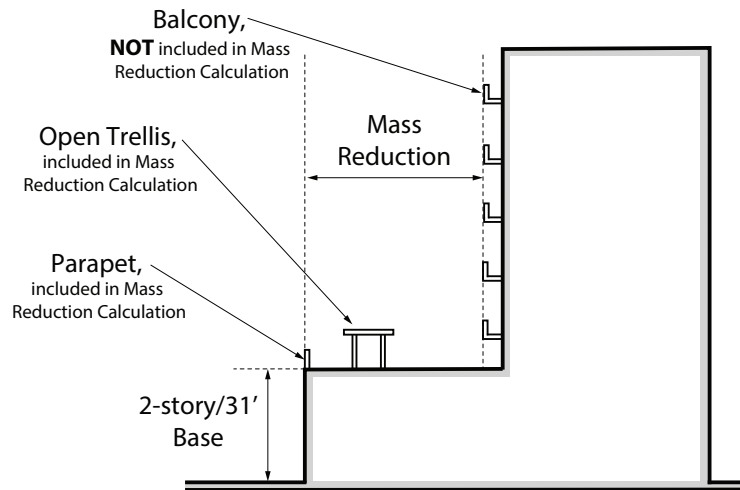 Balcony,
NOT included in Mass
Reduction Calculation
Mass
Reduction
Open Trellis,
included in Mass
Reduction Calculation
Parapet,
included in Mass
Reduction Calculation
2-story/31’
Base